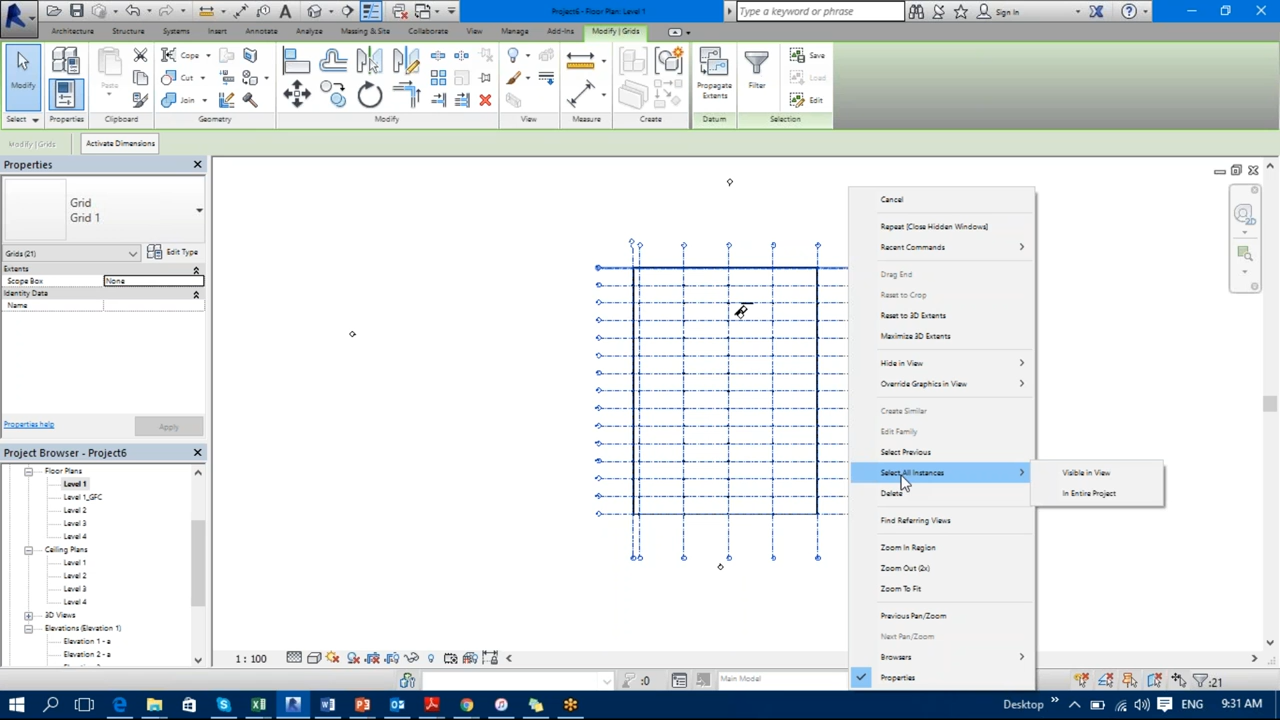 Project6 - Floor Plan: Level 1
Type a keyword or phrase
Sign In
Architecture
Structure
Systems
Insert
Annotate
Analyze
Massing & Site
Collaborate
View
Manage
Add-Ins
Modify | Grids
Modify
Paste
Cope
Cut
Join
Propagate
Extents
Filter
Save
Load
Edit
Select
Properties
Clipboard
Geometry
Modify
View
Measure
Create
Datum
Selection
Modify | Grids
Activate Dimensions
Properties
Grid
Grid 1
Grids (21)
Edit Type
Extents
Scope Box
None
Identity Data
Name
Properties help
Apply
Project Browser - Project6
Floor Plans
Level 1
Level 1_GFC
Level 2
Level 3
Level 4
Ceiling Plans
Level 1
Level 2
Level 3
Level 4
3D Views
Elevations (Elevation 1)
Elevation 1 - a
Elevation 2 - a
2D
Cancel
Repeat [Close Hidden Windows]
Recent Commands
Drag End
Reset to Crop
Reset to 3D Extents
Maximize 3D Extents
Hide in View
Override Graphics in View
Create Similar
Edit Family
Select Previous
Select All Instances
Visible in View
In Entire Project
Delete
Find Referring Views
Zoom In Region
Zoom Out (2x)
Zoom To Fit
Previous Pan/Zoom
Next Pan/Zoom
Browsers
Properties
1 : 100
:0
Main Model
:21
Desktop
ENG
9:31 AM